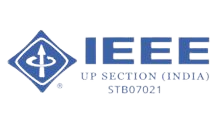 IEEE
UP SECTION (INDIA)
STB07021
®